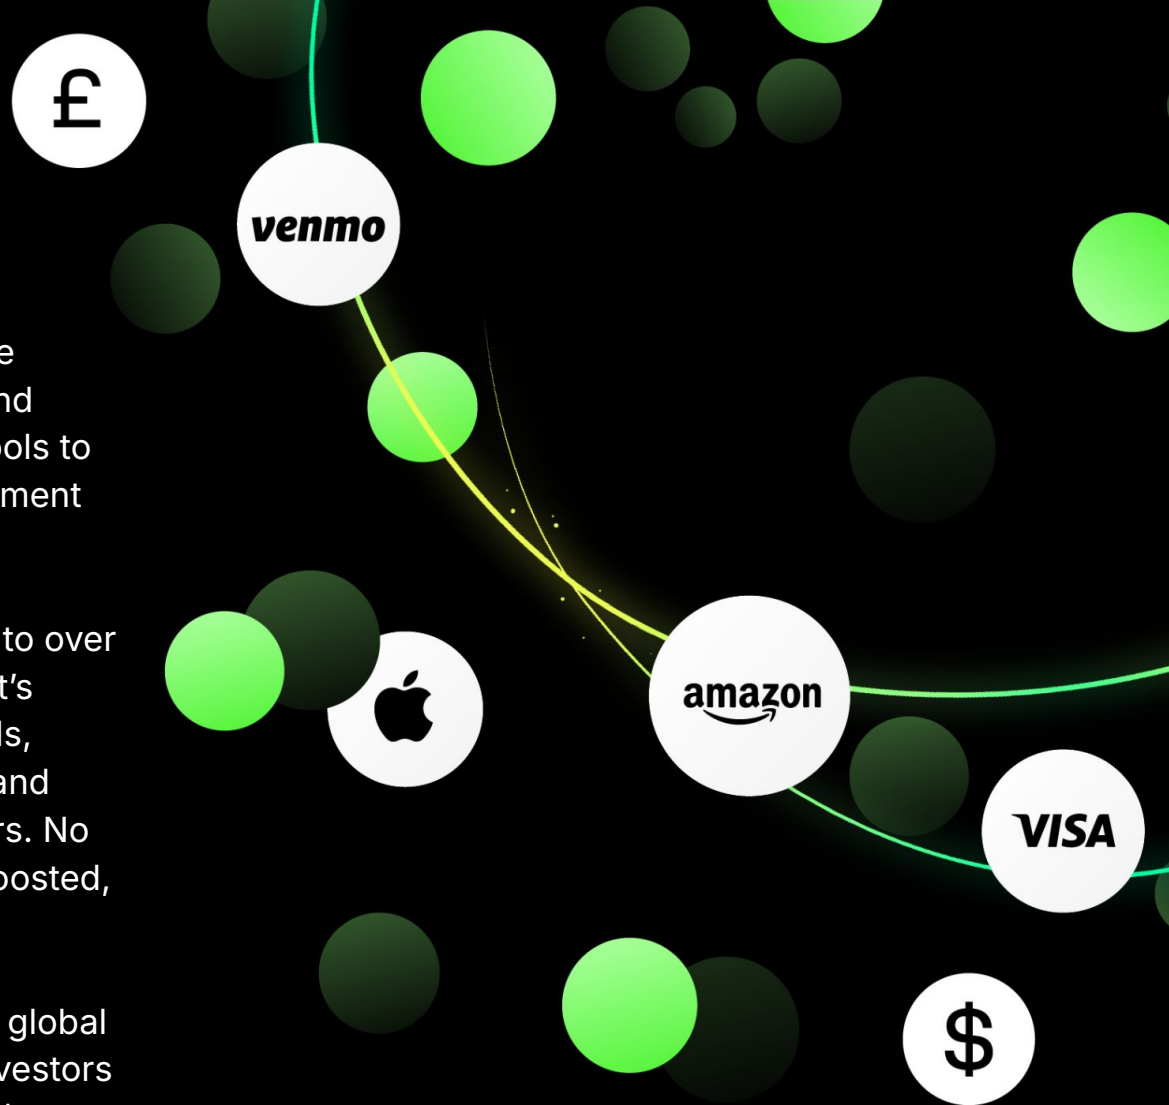 £
venmo
e
nd
ols to
ment
to over
t’s
ls,
and
rs. No
oosted,
amazon
VISA
$
global
vestors